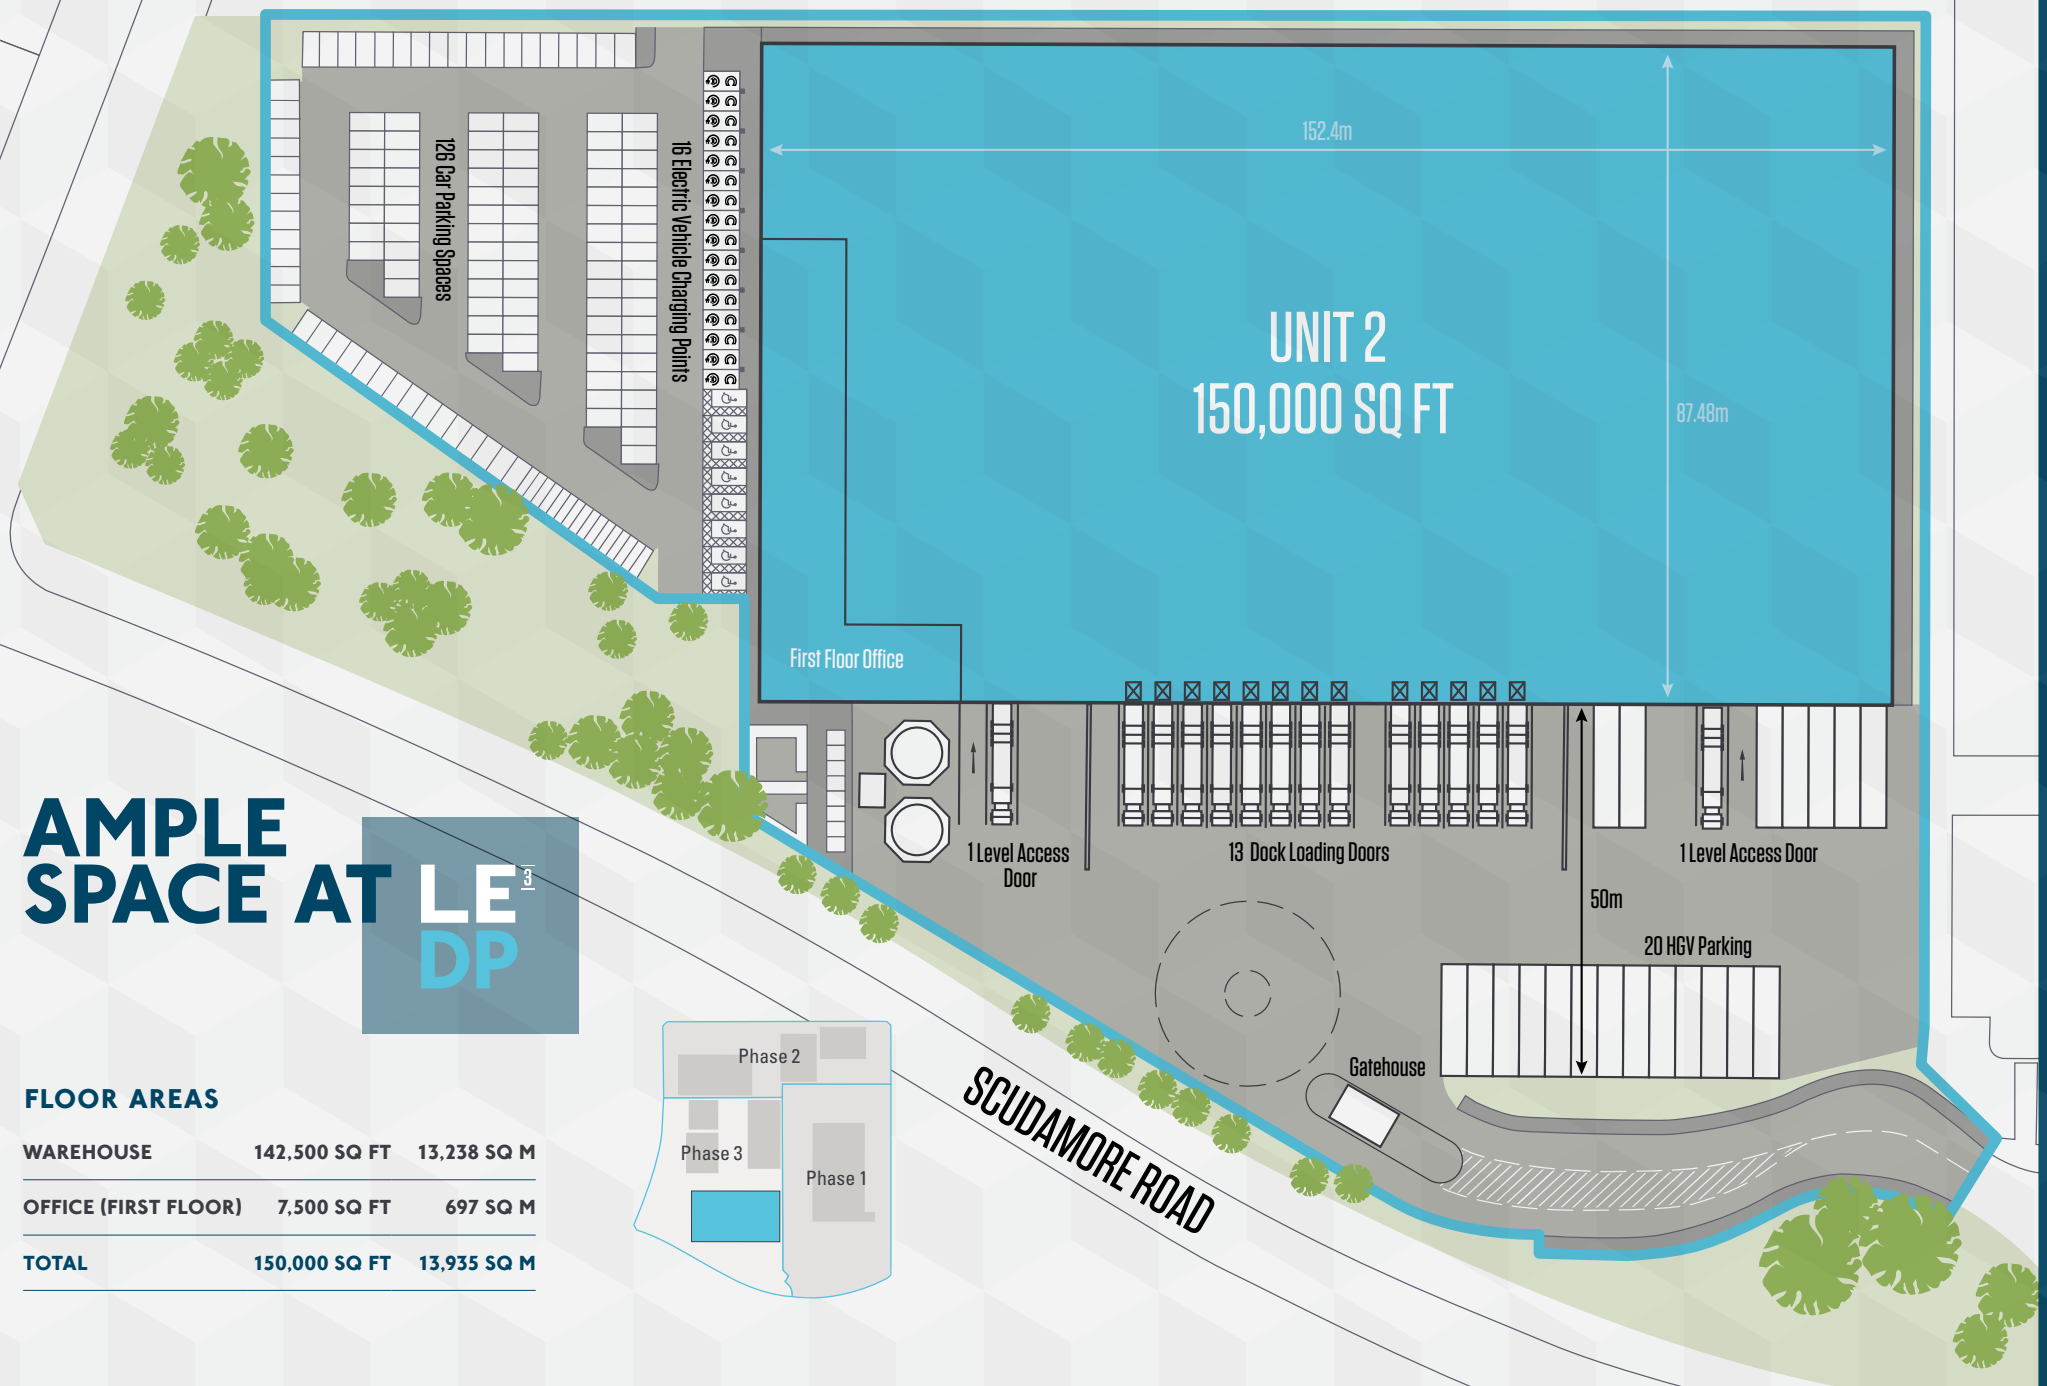 126 Car Parking Spaces
16 Electric Vehicle Charging Points
152.4m
87.48m
UNIT 2
150,000 SQ FT
First Floor Office
1 Level Access
Door
13 Dock Loading Doors
1 Level Access Door
50m
20 HGV Parking
Gatehouse
SCUDAMORE ROAD
AMPLE
SPACE AT
LE3
DP
Phase 2
Phase 3
Phase 1
FLOOR AREAS
WAREHOUSE 142,500 SQ FT 13,238 SQ M
OFFICE (FIRST FLOOR) 7,500 SQ FT 697 SQ M
TOTAL 150,000 SQ FT 13,935 SQ M